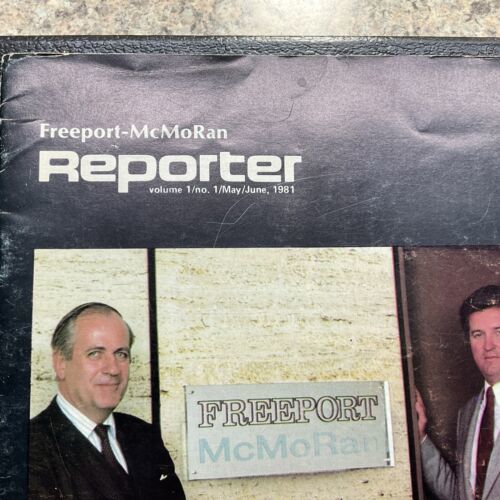 Freeport-McMoRan
Reporter
volume 1/no. 1/May/June, 1981
FREEPORT
McMoRan